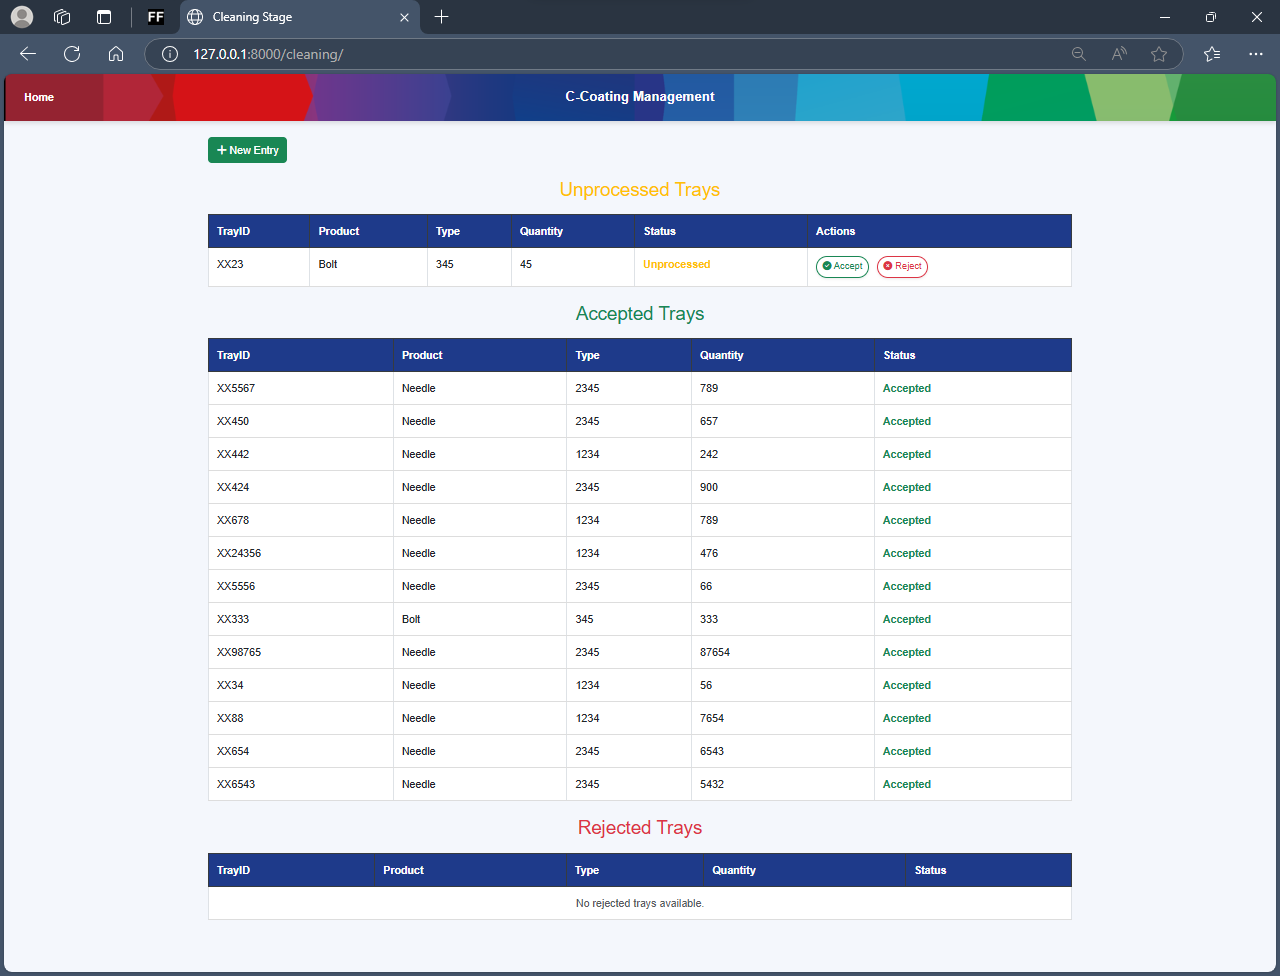 FF
Cleaning Stage
127.0.0.1:8000/cleaning/
Home
C-Coating Management
+ New Entry
Unprocessed Trays
TrayID Product Type Quantity Status Actions
XX23 Bolt 345 45 Unprocessed Accept Reject
Accepted Trays
TrayID Product Type Quantity Status
XX5567 Needle 2345 789 Accepted
XX450 Needle 2345 657 Accepted
XX442 Needle 1234 242 Accepted
XX424 Needle 2345 900 Accepted
XX678 Needle 1234 789 Accepted
XX24356 Needle 1234 476 Accepted
XX5556 Needle 2345 66 Accepted
XX333 Bolt 345 333 Accepted
XX98765 Needle 2345 87654 Accepted
XX34 Needle 1234 56 Accepted
XX88 Needle 1234 7654 Accepted
XX654 Needle 2345 6543 Accepted
XX6543 Needle 2345 5432 Accepted
Rejected Trays
TrayID Product Type Quantity Status
No rejected trays available.